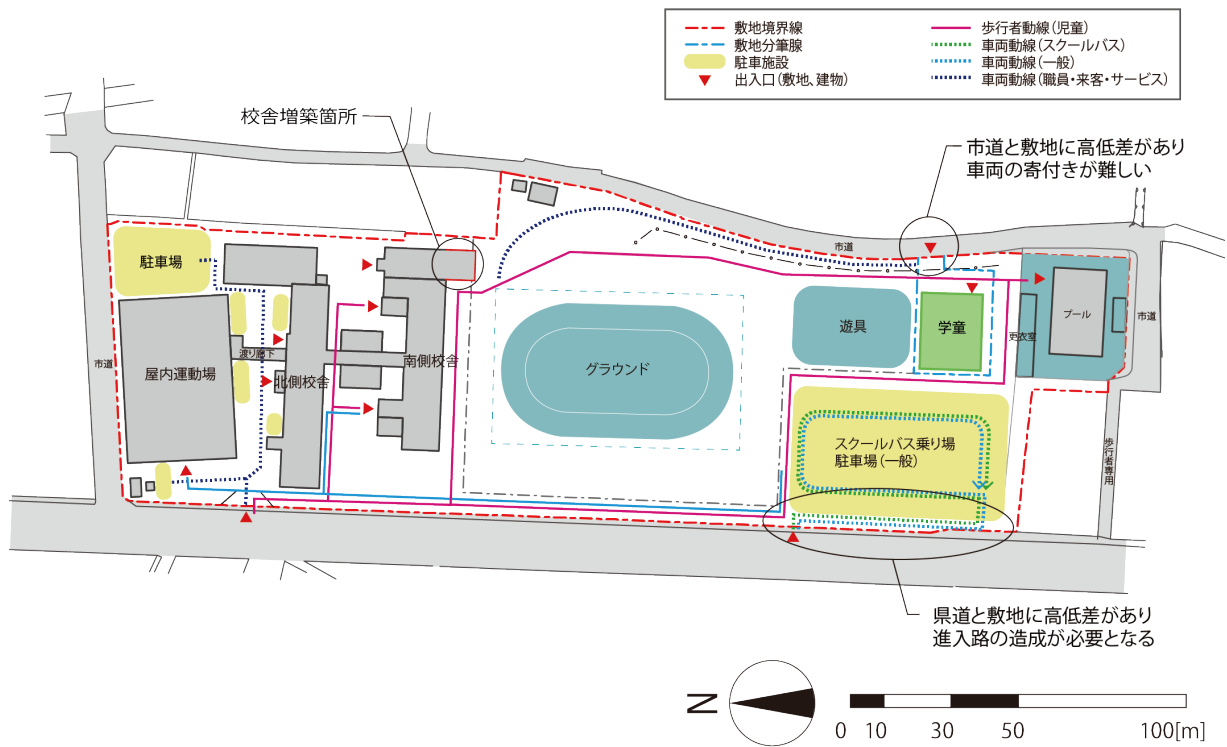 敷地境界線
敷地分筆線
駐車施設
出入口(敷地、建物)
歩行者動線(児童)
車両動線(スクールバス)
車両動線(一般)
車両動線(職員・来客・サービス)
校舎増築箇所
市道と敷地に高低差があり
車両の寄付きが難しい
市道
駐車場
遊具
学童
プール
更衣室
市道
市道
渡り廊下
屋内運動場
北側校舎
南側校舎
グラウンド
スクールバス乗り場
駐車場(一般)
歩行者専用
県道と敷地に高低差があり
進入路の造成が必要となる
N
0 10 30 50 100[m]